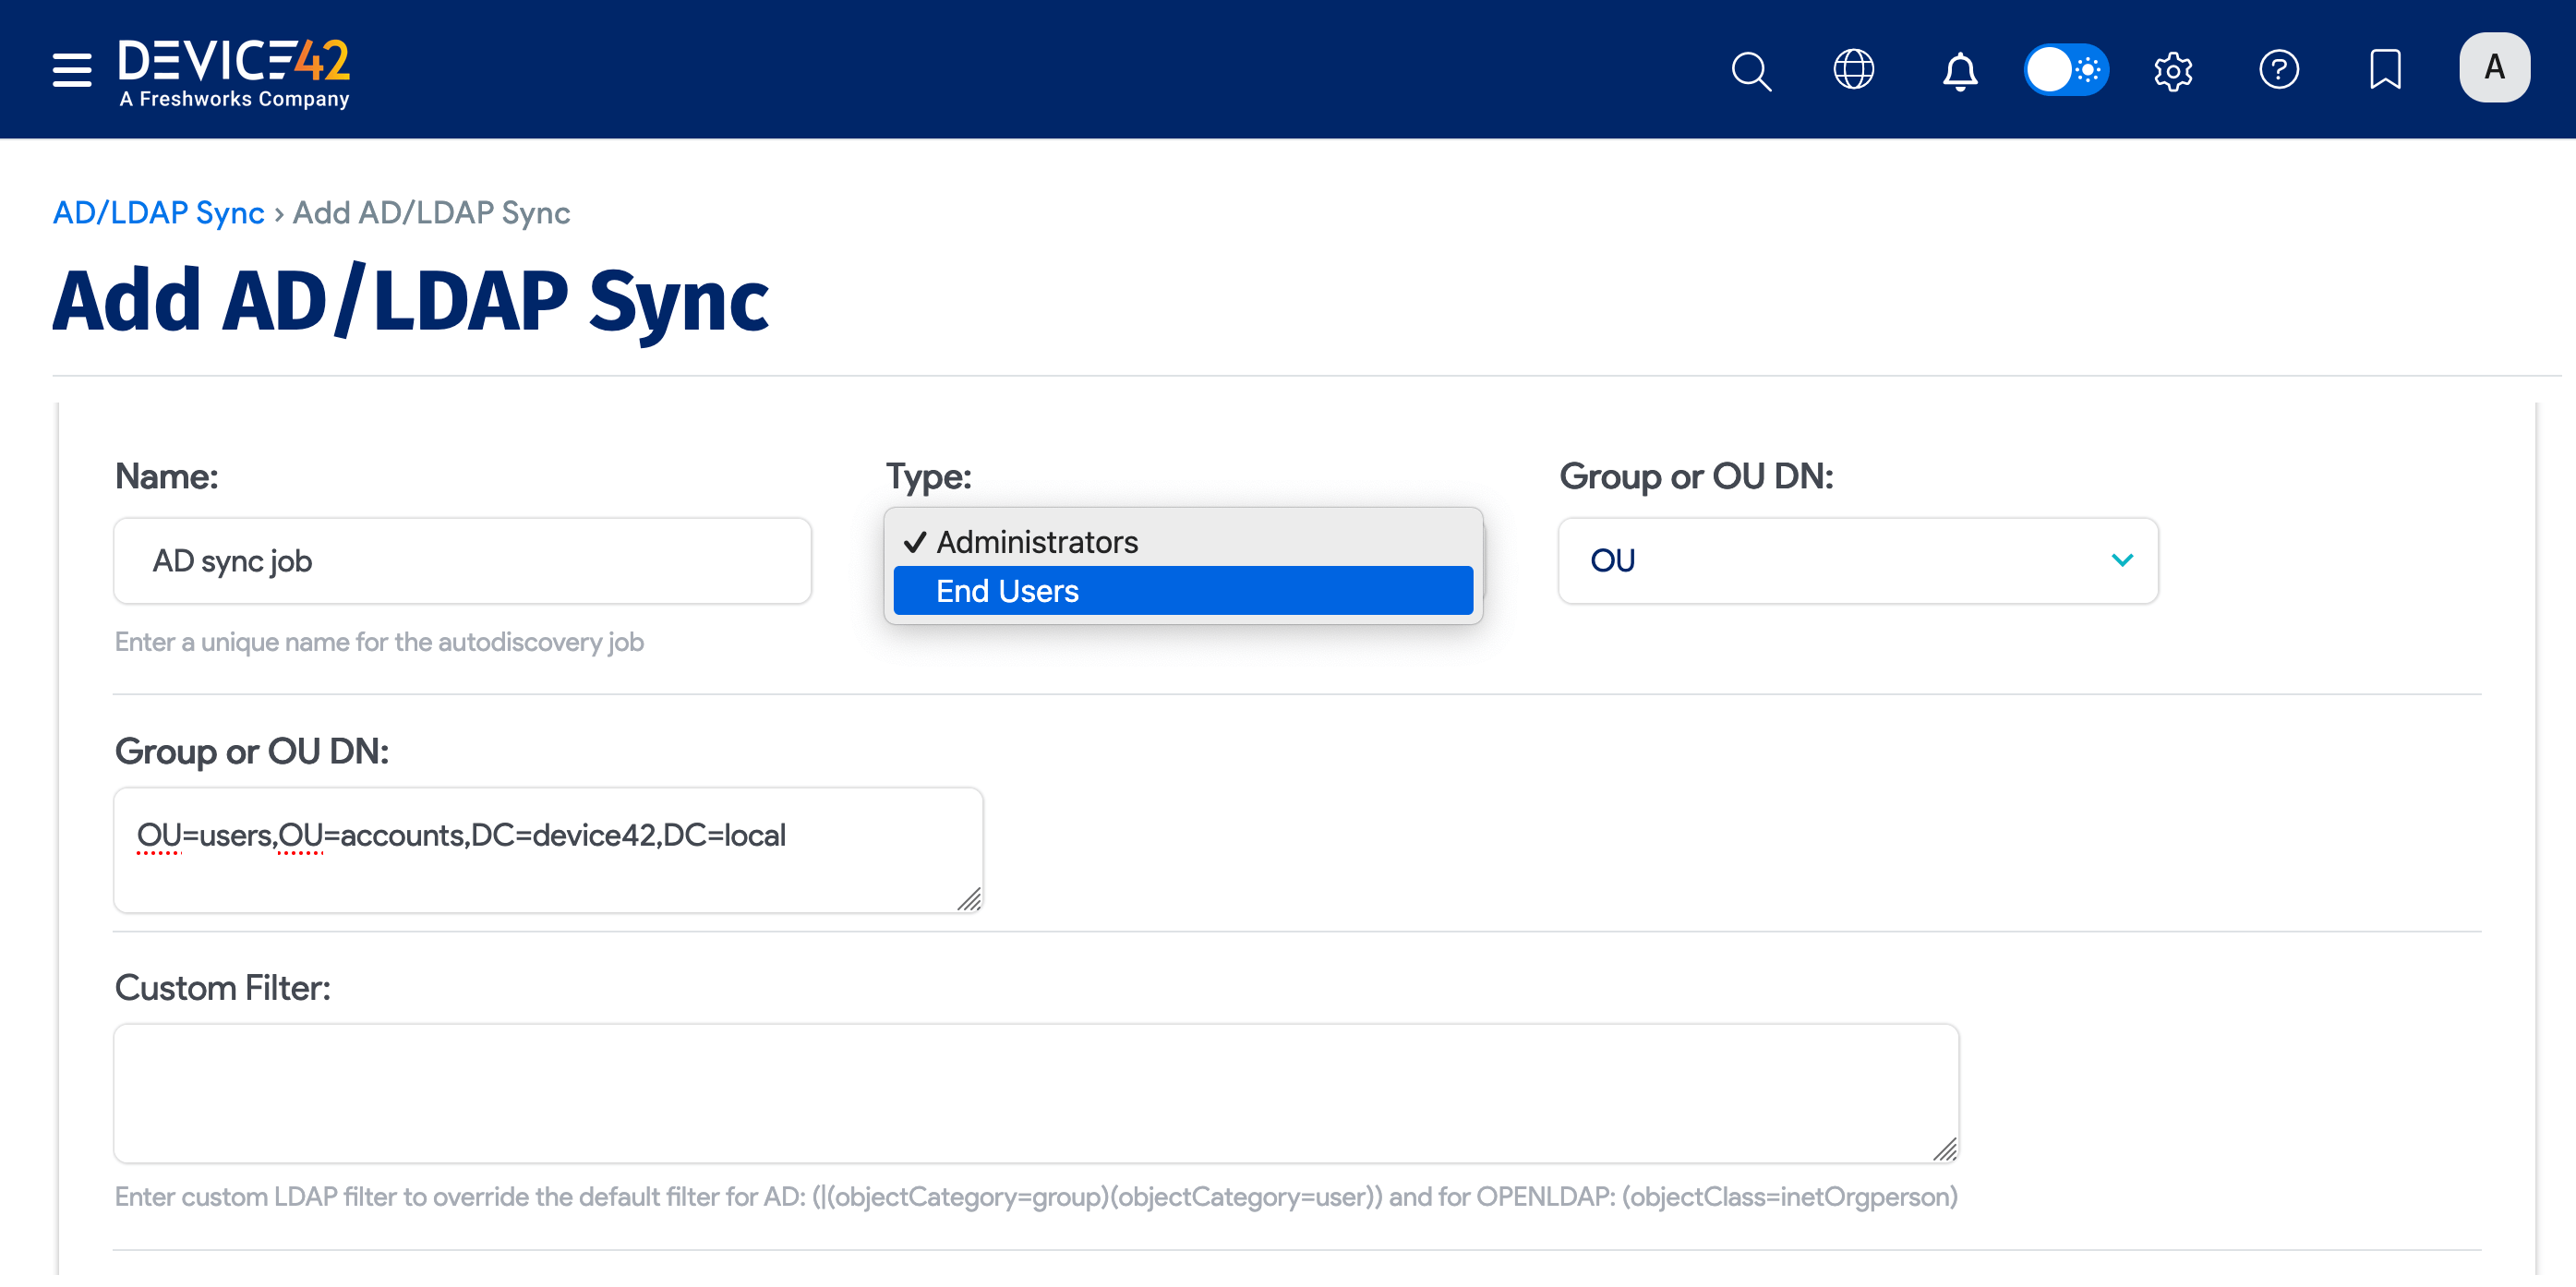 DEVICE42
A Freshworks Company
A
AD/LDAP Sync › Add AD/LDAP Sync
Add AD/LDAP Sync
Name:
Type:
Group or OU DN:
AD sync job
✓ Administrators
End Users
OU
Enter a unique name for the autodiscovery job
Group or OU DN:
OU=users,OU=accounts,DC=device42,DC=local
Custom Filter:
Enter custom LDAP filter to override the default filter for AD: (|(objectCategory=group)(objectCategory=user)) and for OPENLDAP: (objectClass=inetOrgperson)